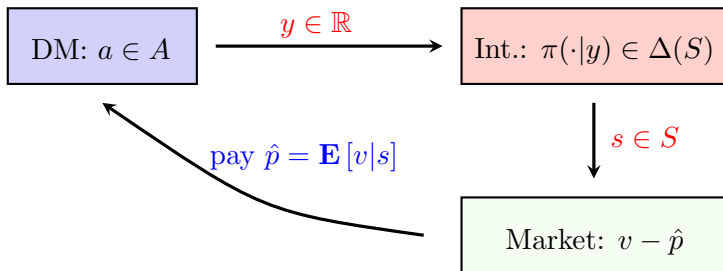 DM: a ∈ A
y ∈ ℝ
Int.: π(·|y) ∈ Δ(S)
s ∈ S
pay p̂ = E [v|s]
Market: v − p̂